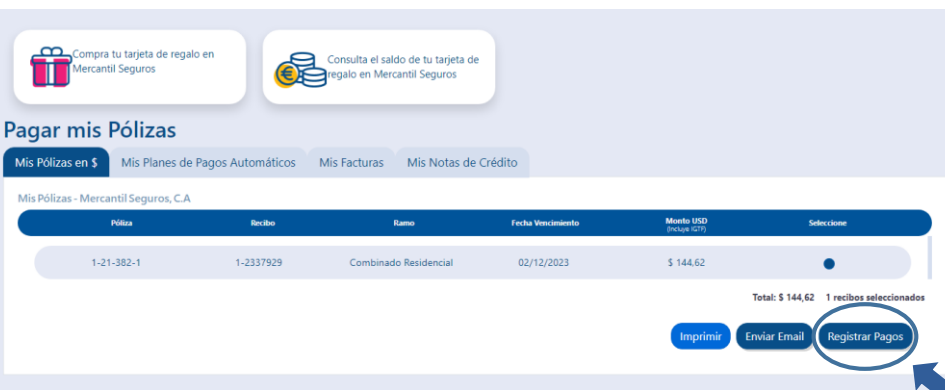 Compra tu tarjeta de regalo en
Mercantil Seguros
Consulta el saldo de tu tarjeta de
regalo en Mercantil Seguros
Pagar mis Pólizas
Mis Pólizas en $ Mis Planes de Pagos Automáticos Mis Facturas Mis Notas de Crédito
Mis Pólizas - Mercantil Seguros, C.A
Póliza Recibo Ramo Fecha Vencimiento Monto USD Seleccione
(Incluye IGTF)
1-21-382-1 1-2337929 Combinado Residencial 02/12/2023 $ 144,62
Total: $ 144,62 1 recibos seleccionados
Imprimir Enviar Email Registrar Pagos